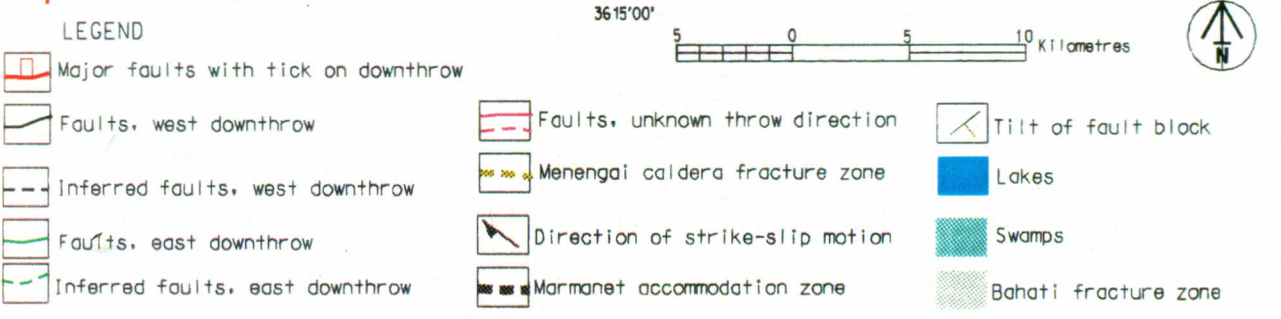 36 15'00"
LEGEND
5 0 5 10 Kilometres
N
Major faults with tick on downthrow
Faults, west downthrow
Inferred faults, west downthrow
Faults, east downthrow
Inferred faults, east downthrow
Faults, unknown throw direction
Menengai caldera fracture zone
Direction of strike-slip motion
Marmanet accommodation zone
Tilt of fault block
Lakes
Swamps
Bahati fracture zone